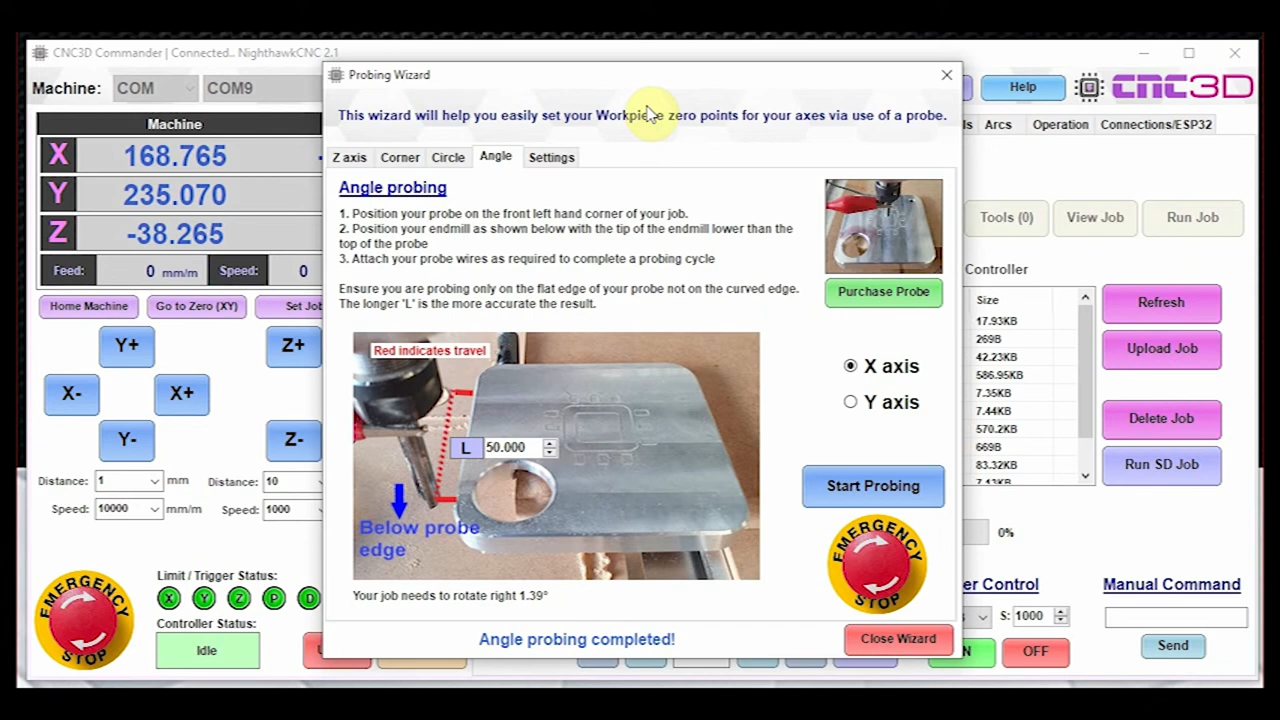 CNC3D Commander | Connected.. NighthawkCNC 2.1
Machine:
COM
COM9
Help
CNC3D
Arcs
Operation
Connections/ESP32
Machine
X
168.765
Y
235.070
Z
-38.265
Feed:
0 mm/m
Speed:
0
Home Machine
Go to Zero (XY)
Y+
Z+
X-
X+
Y-
Z-
Distance:
1
mm
Distance:
10
Speed:
10000
mm/m
Speed:
1000
EMERGENCY
STOP
Limit / Trigger Status:
X Y Z P D
Controller Status:
Idle
Probing Wizard
This wizard will help you easily set your Workpiece zero points for your axes via use of a probe.
Z axis
Corner
Circle
Angle
Settings
Angle probing
1. Position your probe on the front left hand corner of your job.
2. Position your endmill as shown below with the tip of the endmill lower than the
top of the probe
3. Attach your probe wires as required to complete a probing cycle
Ensure you are probing only on the flat edge of your probe not on the curved edge.
The longer 'L' is the more accurate the result.
Purchase Probe
Red indicates travel
L
50.000
Below probe
edge
X axis
Y axis
Start Probing
EMERGENCY
STOP
Your job needs to rotate right 1.39°
Angle probing completed!
Close Wizard
Tools (0)
View Job
Run Job
Controller
Size
17.93KB
269B
42.23KB
586.95KB
7.35KB
7.44KB
570.2KB
669B
83.32KB
Refresh
Upload Job
Delete Job
Run SD Job
0%
Control
Manual Command
S:
1000
OFF
Send